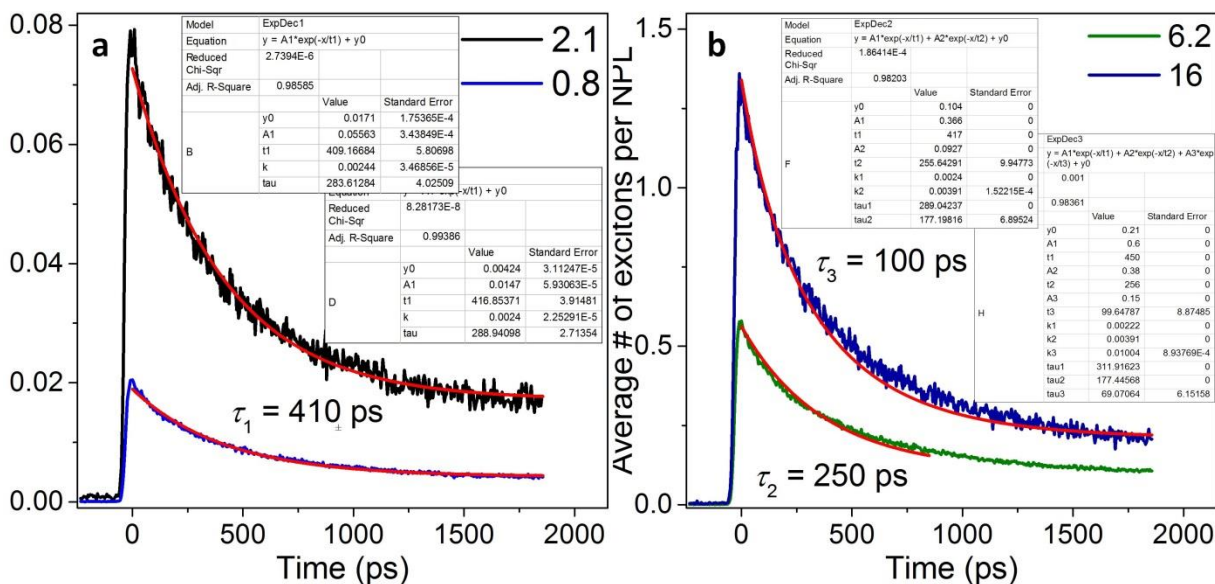 a
0.08
0.06
0.04
0.02
0.00
0 500 1000 1500 2000
Time (ps)
2.1
0.8
τ1 = 410 ps
±
Model ExpDec1
Equation y = A1*exp(-x/t1) + y0
Reduced Chi-Sqr 2.7394E-6
Adj. R-Square 0.98585
Value Standard Error
B
y0 0.0171 1.75365E-4
A1 0.05563 3.43849E-4
t1 409.16684 5.80698
k 0.00244 3.46856E-5
tau 283.61284 4.02509
y0
Reduced Chi-Sqr 8.28173E-8
Adj. R-Square 0.99386
Value Standard Error
D
y0 0.00424 3.11247E-5
A1 0.0147 5.93063E-5
t1 416.85371 3.91481
k 0.0024 2.25291E-5
tau 288.94098 2.71354
b
Average # of excitons per NPL
1.5
1.0
0.5
0.0
0 500 1000 1500 2000
Time (ps)
6.2
16
τ3 = 100 ps
τ2 = 250 ps
Model ExpDec2
Equation y = A1*exp(-x/t1) + A2*exp(-x/t2) + y0
Reduced Chi-Sqr 1.86414E-4
Adj. R-Square 0.98203
Value Standard Error
F
y0 0.104 0
A1 0.366 0
t1 417 0
A2 0.0927 0
t2 255.64291 9.94773
k1 0.0024 0
k2 0.00391 1.52215E-4
tau1 289.04237 0
tau2 177.19816 6.89524
ExpDec3
y = A1*exp(-x/t1) + A2*exp(-x/t2) + A3*exp
(-x/t3) + y0
0.001
0.98361
Value Standard Error
H
y0 0.21 0
A1 0.6 0
t1 450 0
A2 0.38 0
t2 256 0
A3 0.15 0
t3 99.64787 8.87485
k1 0.00222 0
k2 0.00391 0
k3 0.01004 8.93769E-4
tau1 311.91623 0
tau2 177.44568 0
tau3 69.07064 6.15158